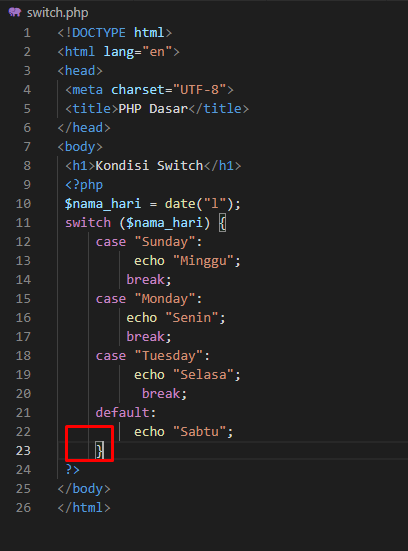 switch.php
1 <!DOCTYPE html>
2 <html lang="en">
3 <head>
4 <meta charset="UTF-8">
5 <title>PHP Dasar</title>
6 </head>
7 <body>
8 <h1>Kondisi Switch</h1>
9 <?php
10 $nama_hari = date("l");
11 switch ($nama_hari) {
12 case "Sunday":
13 echo "Minggu";
14 break;
15 case "Monday":
16 echo "Senin";
17 break;
18 case "Tuesday":
19 echo "Selasa";
20 break;
21 default:
22 echo "Sabtu";
23 }
24 ?>
25 </body>
26 </html>